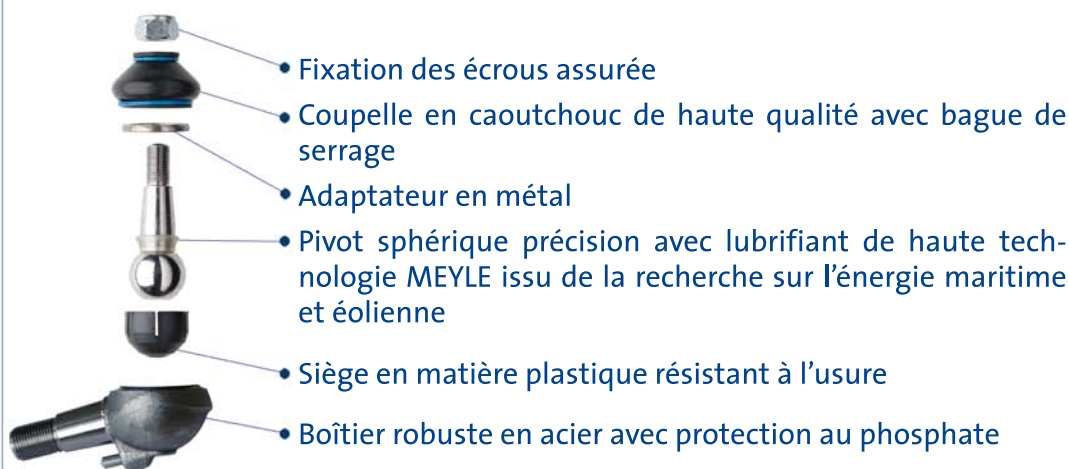 Fixation des écrous assurée
Coupelle en caoutchouc de haute qualité avec bague de
serrage
Adaptateur en métal
Pivot sphérique précision avec lubrifiant de haute tech-
nologie MEYLE issu de la recherche sur l'énergie maritime
et éolienne
Siège en matière plastique résistant à l'usure
Boîtier robuste en acier avec protection au phosphate